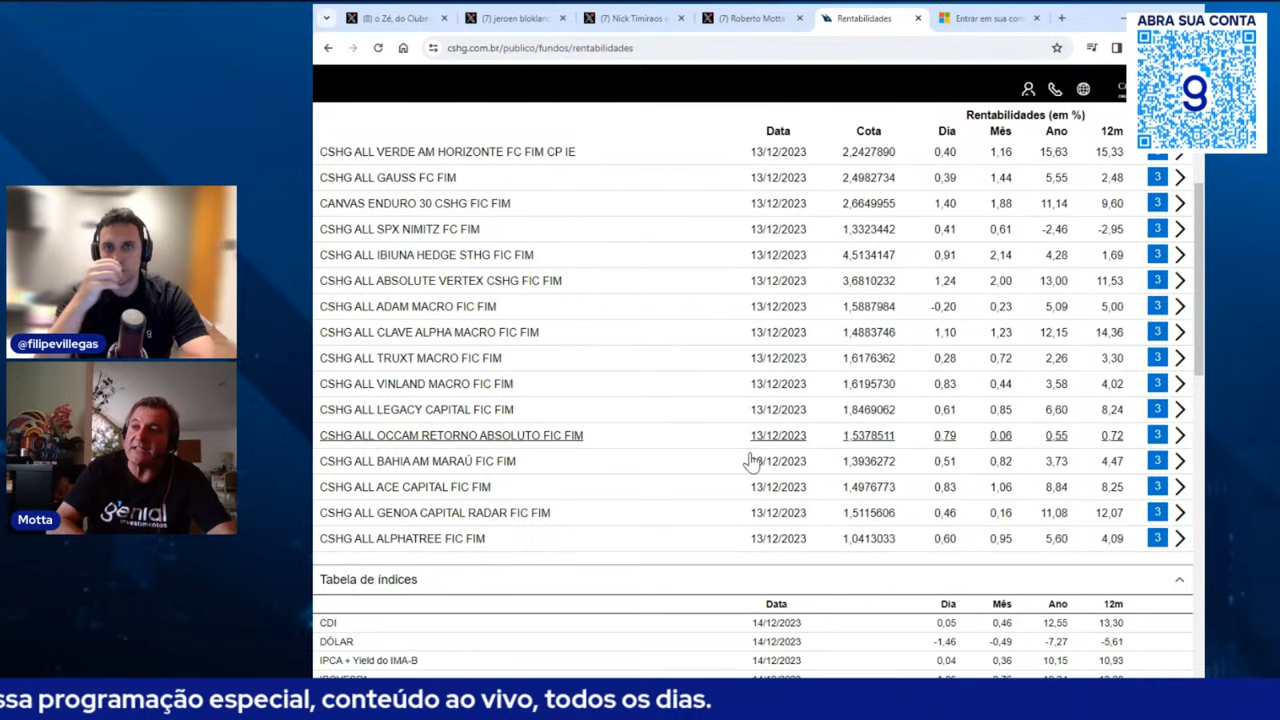 (8) o Zé, do Clube
(7) jeroen blokland
(7) Nick Timiraos
(7) Roberto Motta
Rentabilidades
Entrar em sua con
ABRA SUA CONTA
cshg.com.br/publico/fundos/rentabilidades
Rentabilidades (em %)
Data Cota Dia Mês Ano 12m
CSHG ALL VERDE AM HORIZONTE FC FIM CP IE 13/12/2023 2,2427890 0,40 1,16 15,63 15,33
CSHG ALL GAUSS FC FIM 13/12/2023 2,4982734 0,39 1,44 5,55 2,48 3
CANVAS ENDURO 30 CSHG FIC FIM 13/12/2023 2,6649955 1,40 1,88 11,14 9,60 3
CSHG ALL SPX NIMITZ FC FIM 13/12/2023 1,3323442 0,41 0,61 -2,46 -2,95 3
CSHG ALL IBIUNA HEDGE STHG FIC FIM 13/12/2023 4,5134147 0,91 2,14 4,28 1,69 3
CSHG ALL ABSOLUTE VERTEX CSHG FIC FIM 13/12/2023 3,6810232 1,24 2,00 13,00 11,53 3
CSHG ALL ADAM MACRO FIC FIM 13/12/2023 1,5887984 -0,20 0,23 5,09 5,00 3
CSHG ALL CLAVE ALPHA MACRO FIC FIM 13/12/2023 1,4883746 1,10 1,23 12,15 14,36 3
CSHG ALL TRUXT MACRO FIC FIM 13/12/2023 1,6176362 0,28 0,72 2,26 3,30 3
CSHG ALL VINLAND MACRO FIC FIM 13/12/2023 1,6195730 0,83 0,44 3,58 4,02 3
CSHG ALL LEGACY CAPITAL FIC FIM 13/12/2023 1,8469062 0,61 0,85 6,60 8,24 3
CSHG ALL OCCAM RETORNO ABSOLUTO FIC FIM 13/12/2023 1,5378511 0,79 0,06 0,55 0,72 3
CSHG ALL BAHIA AM MARAÚ FIC FIM 13/12/2023 1,3936272 0,51 0,82 3,73 4,47 3
CSHG ALL ACE CAPITAL FIC FIM 13/12/2023 1,4976773 0,83 1,06 8,84 8,25 3
CSHG ALL GENOA CAPITAL RADAR FIC FIM 13/12/2023 1,5115606 0,46 0,16 11,08 12,07 3
CSHG ALL ALPHATREE FIC FIM 13/12/2023 1,0413033 0,60 0,95 5,60 4,09 3
Tabela de índices
Data Dia Mês Ano 12m
CDI 14/12/2023 0,05 0,46 12,55 13,30
DÓLAR 14/12/2023 -1,46 -0,49 -7,27 -5,61
IPCA + Yield do IMA-B 14/12/2023 0,04 0,36 10,15 10,93
@filipevillegas
genial
investimentos
Motta
ssa programação especial, conteúdo ao vivo, todos os dias.